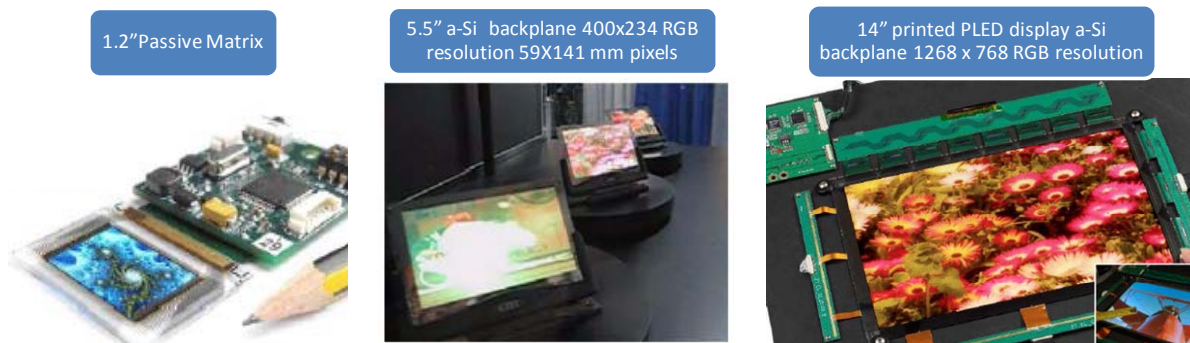 1.2”Passive Matrix
5.5” a-Si backplane 400x234 RGB
resolution 59X141 mm pixels
14” printed PLED display a-Si
backplane 1268 x 768 RGB resolution